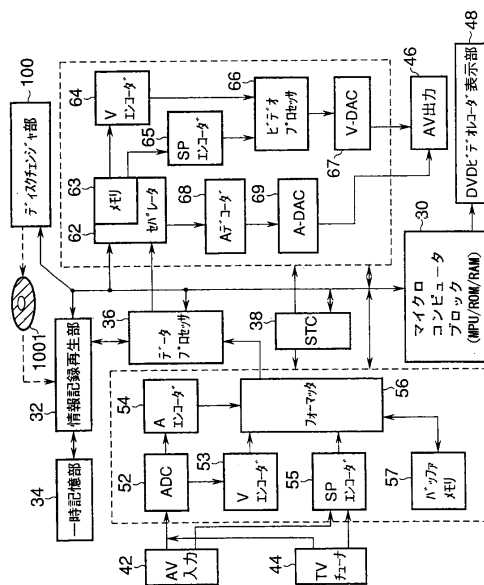 100
ディスクチェンジャ部
1001
32
情報記録再生部
34
一時記憶部
36
データ
プロセッサ
62
63
メモリ
セパレータ
64
V
エンコーダ
65
SP
エンコーダ
66
ビデオ
プロセッサ
67
V-DAC
68
Aデコーダ
69
A-DAC
46
AV出力
48
DVDビデオレコーダ表示部
30
マイクロ
コンピュータ
ブロック
(MPU/ROM/RAM)
38
STC
42
AV
入力
44
TV
チューナ
52
ADC
53
V
エンコーダ
54
A
エンコーダ
55
SP
エンコーダ
56
フォーマッタ
57
バッファ
メモリ